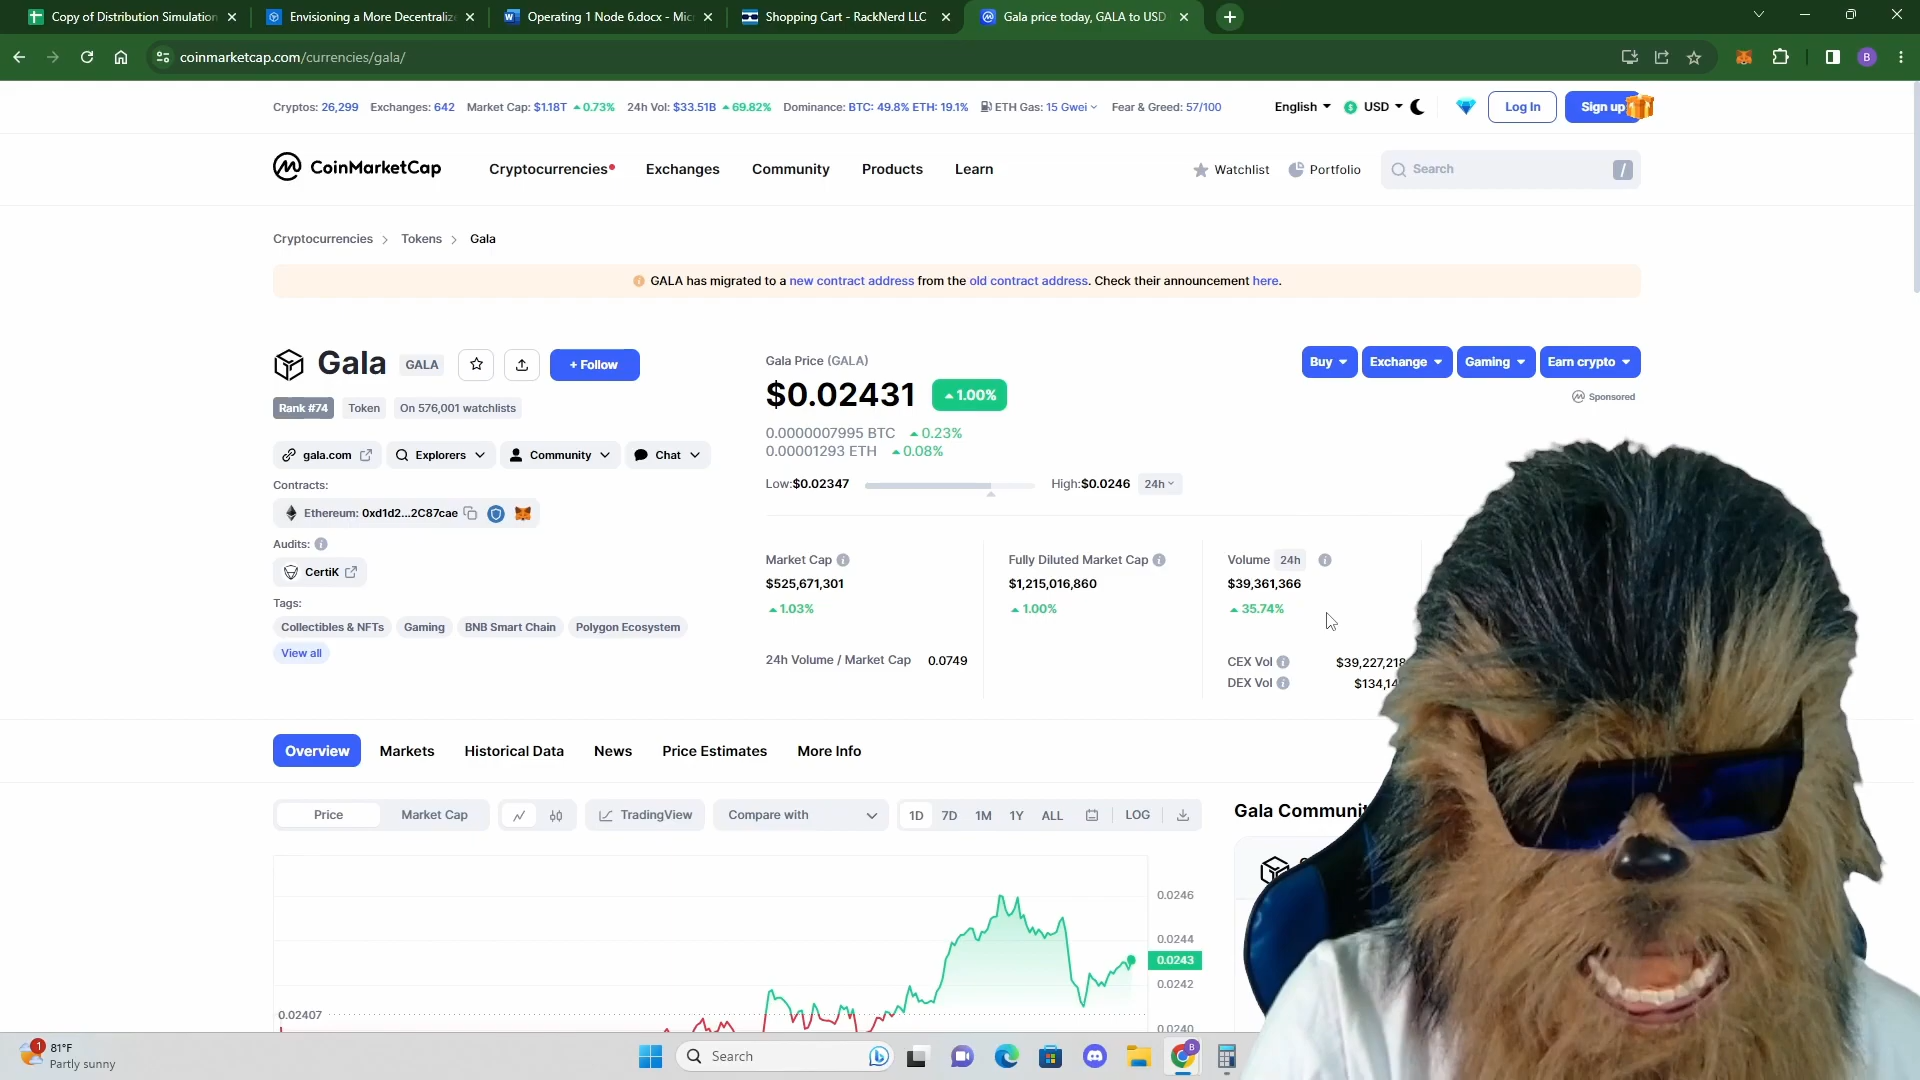 Copy of Distribution Simulation
Envisioning a More Decentralize
Operating 1 Node 6.docx - Mic
Shopping Cart - RackNerd LLC
Gala price today, GALA to USD
coinmarketcap.com/currencies/gala/
B
Cryptos: 26,299 Exchanges: 642 Market Cap: $1.18T 0.73% 24h Vol: $33.51B 69.82% Dominance: BTC: 49.8% ETH: 19.1% ETH Gas: 15 Gwei Fear & Greed: 57/100
English USD Log In Sign up
CoinMarketCap
Cryptocurrencies Exchanges Community Products Learn
Watchlist Portfolio Search /
Cryptocurrencies > Tokens > Gala
GALA has migrated to a new contract address from the old contract address. Check their announcement here.
Gala GALA + Follow
Rank #74 Token On 576,001 watchlists
gala.com Explorers Community Chat
Contracts:
Ethereum: 0xd1d2...2C87cae
Audits:
CertiK
Tags:
Collectibles & NFTs Gaming BNB Smart Chain Polygon Ecosystem
View all
Gala Price (GALA)
$0.02431 1.00%
0.0000007995 BTC 0.23%
0.00001293 ETH 0.08%
Low:$0.02347 High:$0.0246 24h
Buy Exchange Gaming Earn crypto
Sponsored
Market Cap
$525,671,301
1.03%
24h Volume / Market Cap 0.0749
Fully Diluted Market Cap
$1,215,016,860
1.00%
Volume 24h
$39,361,366
35.74%
CEX Vol $39,227,218
DEX Vol $134,14
Overview Markets Historical Data News Price Estimates More Info
Price Market Cap TradingView Compare with 1D 7D 1M 1Y ALL LOG
Gala Communit
0.0246
0.0244
0.0243
0.0242
0.0240
0.02407
1
81°F
Partly sunny
Search
B